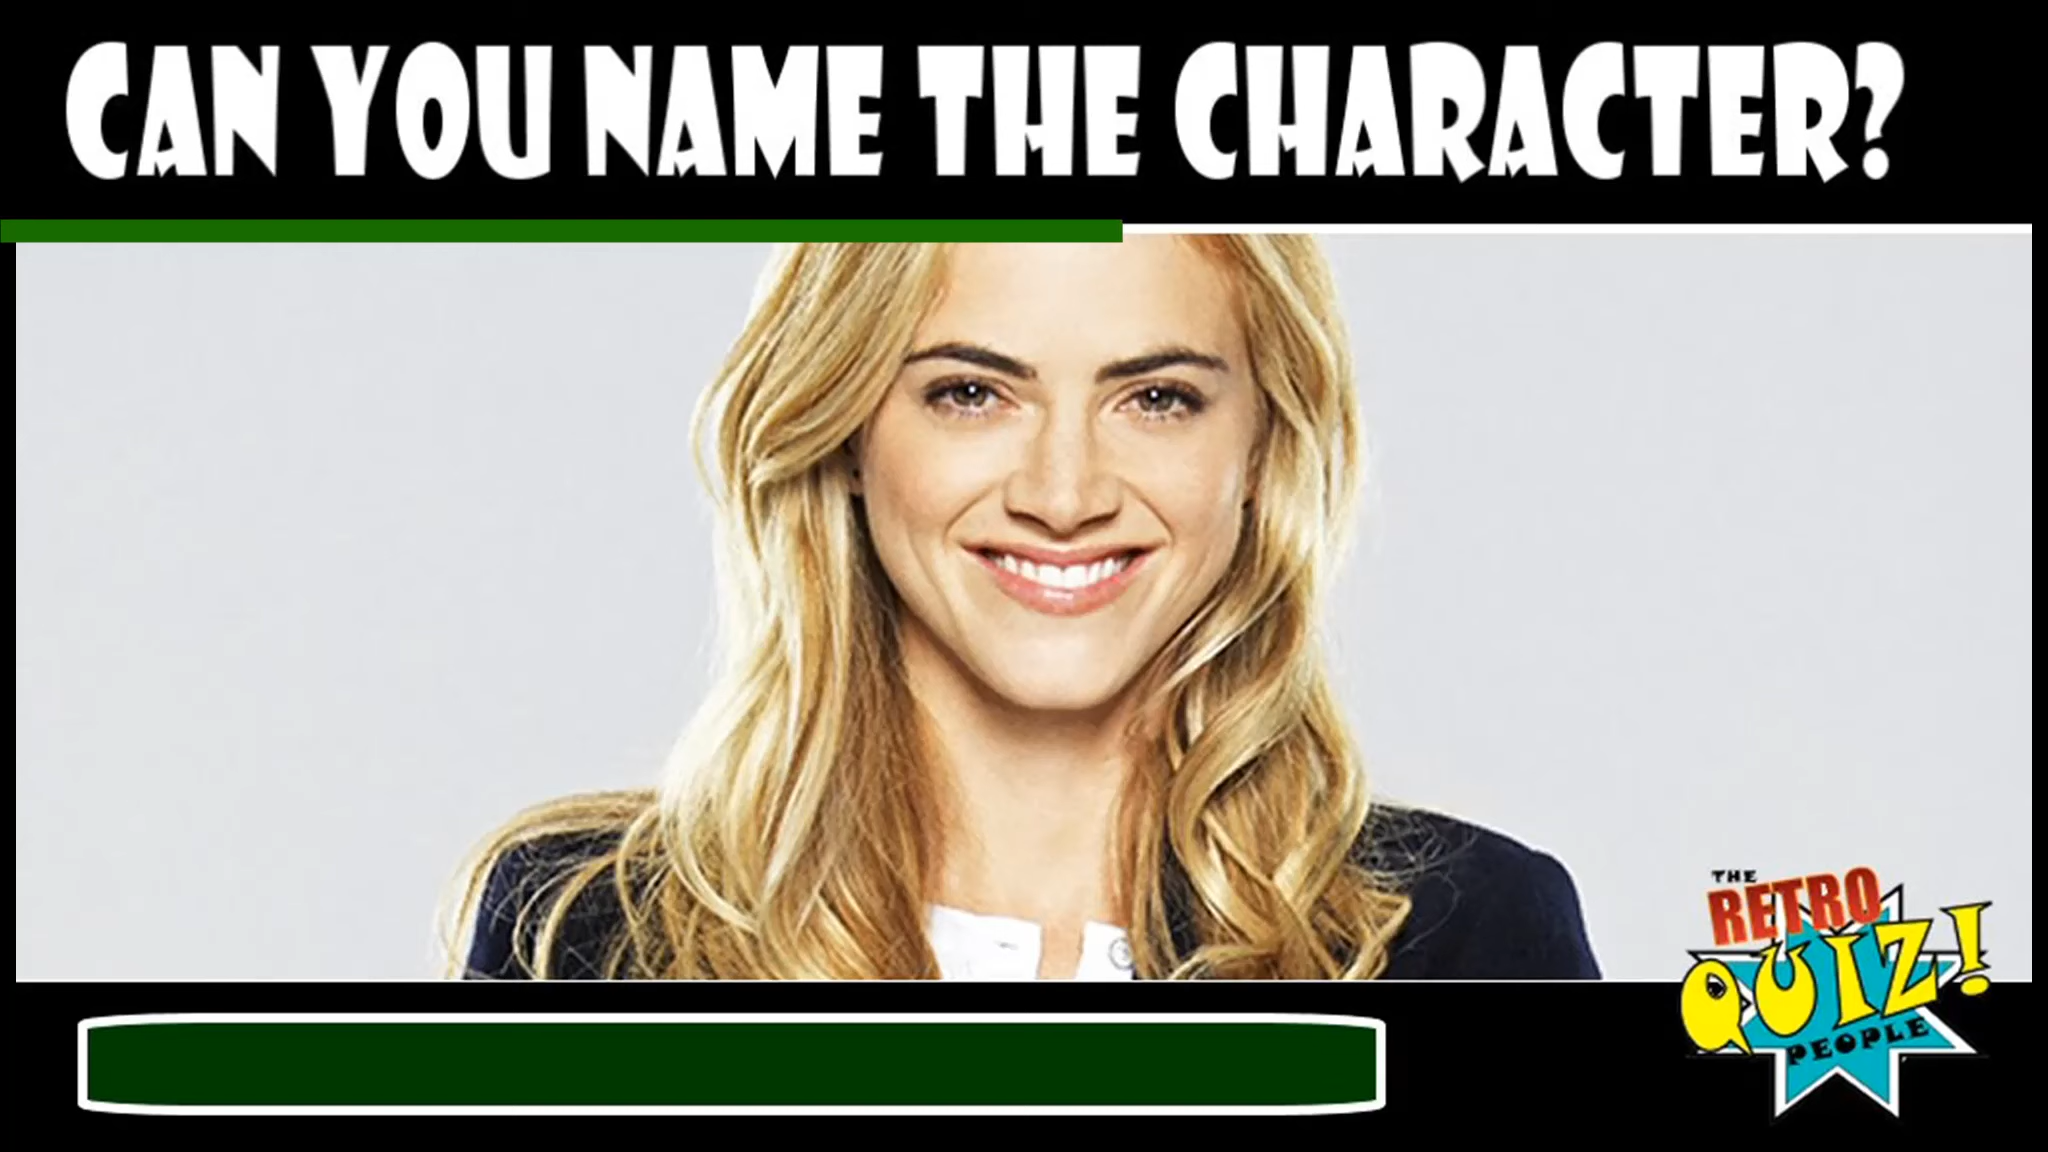 CAN YOU NAME THE CHARACTER?
THE
RETRO
QUIZ!
PEOPLE